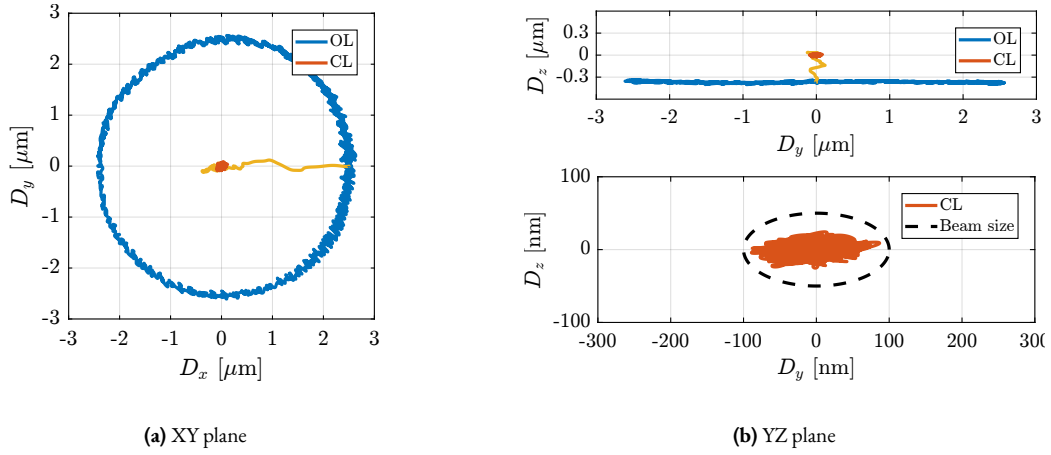 3
2
1
0
-1
-2
-3
-3 -2 -1 0 1 2 3
D_y [μm]
D_x [μm]
OL
CL
(a) XY plane
0.3
0
-0.3
-3 -2 -1 0 1 2 3
D_z [μm]
D_y [μm]
OL
CL
100
0
-100
-300 -200 -100 0 100 200 300
D_z [nm]
D_y [nm]
CL
Beam size
(b) YZ plane